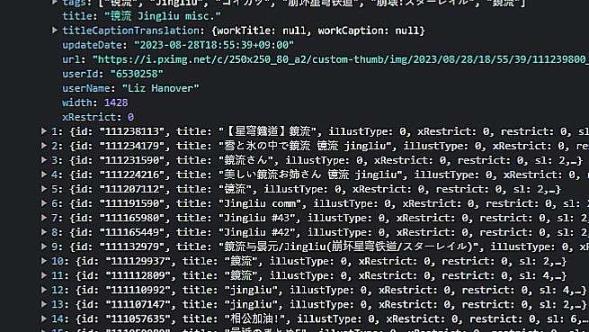 tags: ["镜流", "Jingliu", "コイカツ", "崩坏星穹铁道", "崩壊:スターレイル", "鏡流"]
title: "镜流 Jingliu misc."
titleCaptionTranslation: {workTitle: null, workCaption: null}
updateDate: "2023-08-28T18:55:39+09:00"
url: "https://i.pximg.net/c/250x250_80_a2/custom-thumb/img/2023/08/28/18/55/39/111239800_
userId: "6530258"
userName: "Liz Hanover"
width: 1428
xRestrict: 0
1: {id: "111238113", title: "【星穹鐵道】鏡流", illustType: 0, xRestrict: 0, restrict: 0, sl
2: {id: "111234179", title: "雪と氷の中で鏡流 镜流 jingliu", illustType: 0, xRestrict: 0, rest
3: {id: "111231590", title: "鏡流さん", illustType: 0, xRestrict: 0, restrict: 0, sl: 2,…}
4: {id: "111224216", title: "美しい鏡流お姉さん 镜流 jingliu", illustType: 0, xRestrict: 0, re
5: {id: "111207112", title: "镜流", illustType: 0, xRestrict: 0, restrict: 0, sl: 2,…}
6: {id: "111191590", title: "Jingliu comm", illustType: 0, xRestrict: 0, restrict: 0, sl: 2
7: {id: "111165980", title: "Jingliu #43", illustType: 0, xRestrict: 0, restrict: 0, sl: 2,
8: {id: "111165449", title: "Jingliu #42", illustType: 0, xRestrict: 0, restrict: 0, sl: 2,
9: {id: "111132979", title: "鏡流与景元/Jingliu(崩坏星穹铁道/スターレイル)", illustType: 0, xR
10: {id: "111129937", title: "鏡流", illustType: 0, xRestrict: 0, restrict: 0, sl: 2,…}
11: {id: "111112809", title: "鏡流", illustType: 0, xRestrict: 0, restrict: 0, sl: 4,…}
12: {id: "111110992", title: "jingliu", illustType: 0, xRestrict: 0, restrict: 0, sl: 4,…}
13: {id: "111107147", title: "jingliu", illustType: 0, xRestrict: 0, restrict: 0, sl: 2,…}
14: {id: "111057635", title: "相公加油!", illustType: 0, xRestrict: 0, restrict: 0, sl: 6,…